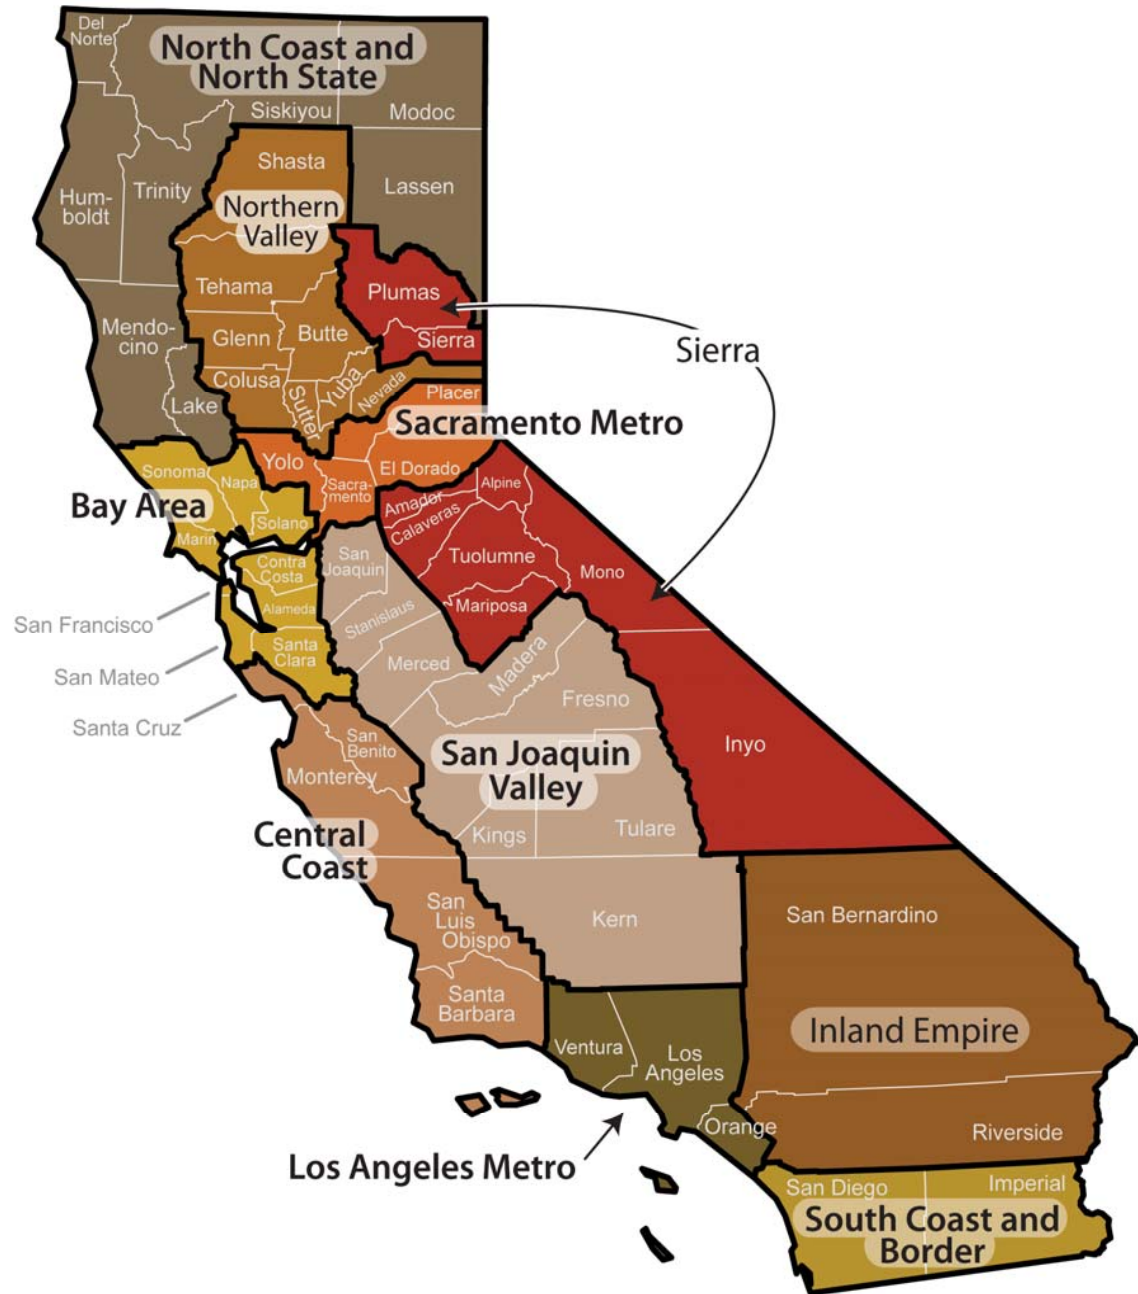 Del
Norte
North Coast and
North State
Siskiyou
Modoc
Shasta
Lassen
Hum-
boldt
Trinity
Northern
Valley
Tehama
Plumas
Mendo-
cino
Glenn
Butte
Sierra
Sierra
Colusa
Sutter
Yuba
Nevada
Placer
Lake
Sacramento Metro
Yolo
El Dorado
Sacra-
mento
Sonoma
Napa
Bay Area
Solano
Marin
Amador
Alpine
Calaveras
Tuolumne
Mono
Contra
Costa
San
Joaquin
Mariposa
Alameda
Stanislaus
San Francisco
Santa
Clara
Merced
Madera
San Mateo
Fresno
Santa Cruz
San
Benito
Monterey
San Joaquin
Valley
Inyo
Kings
Tulare
Central
Coast
San
Luis
Obispo
Kern
San Bernardino
Santa
Barbara
Inland Empire
Ventura
Los
Angeles
Orange
Riverside
Los Angeles Metro
San Diego
Imperial
South Coast and
Border